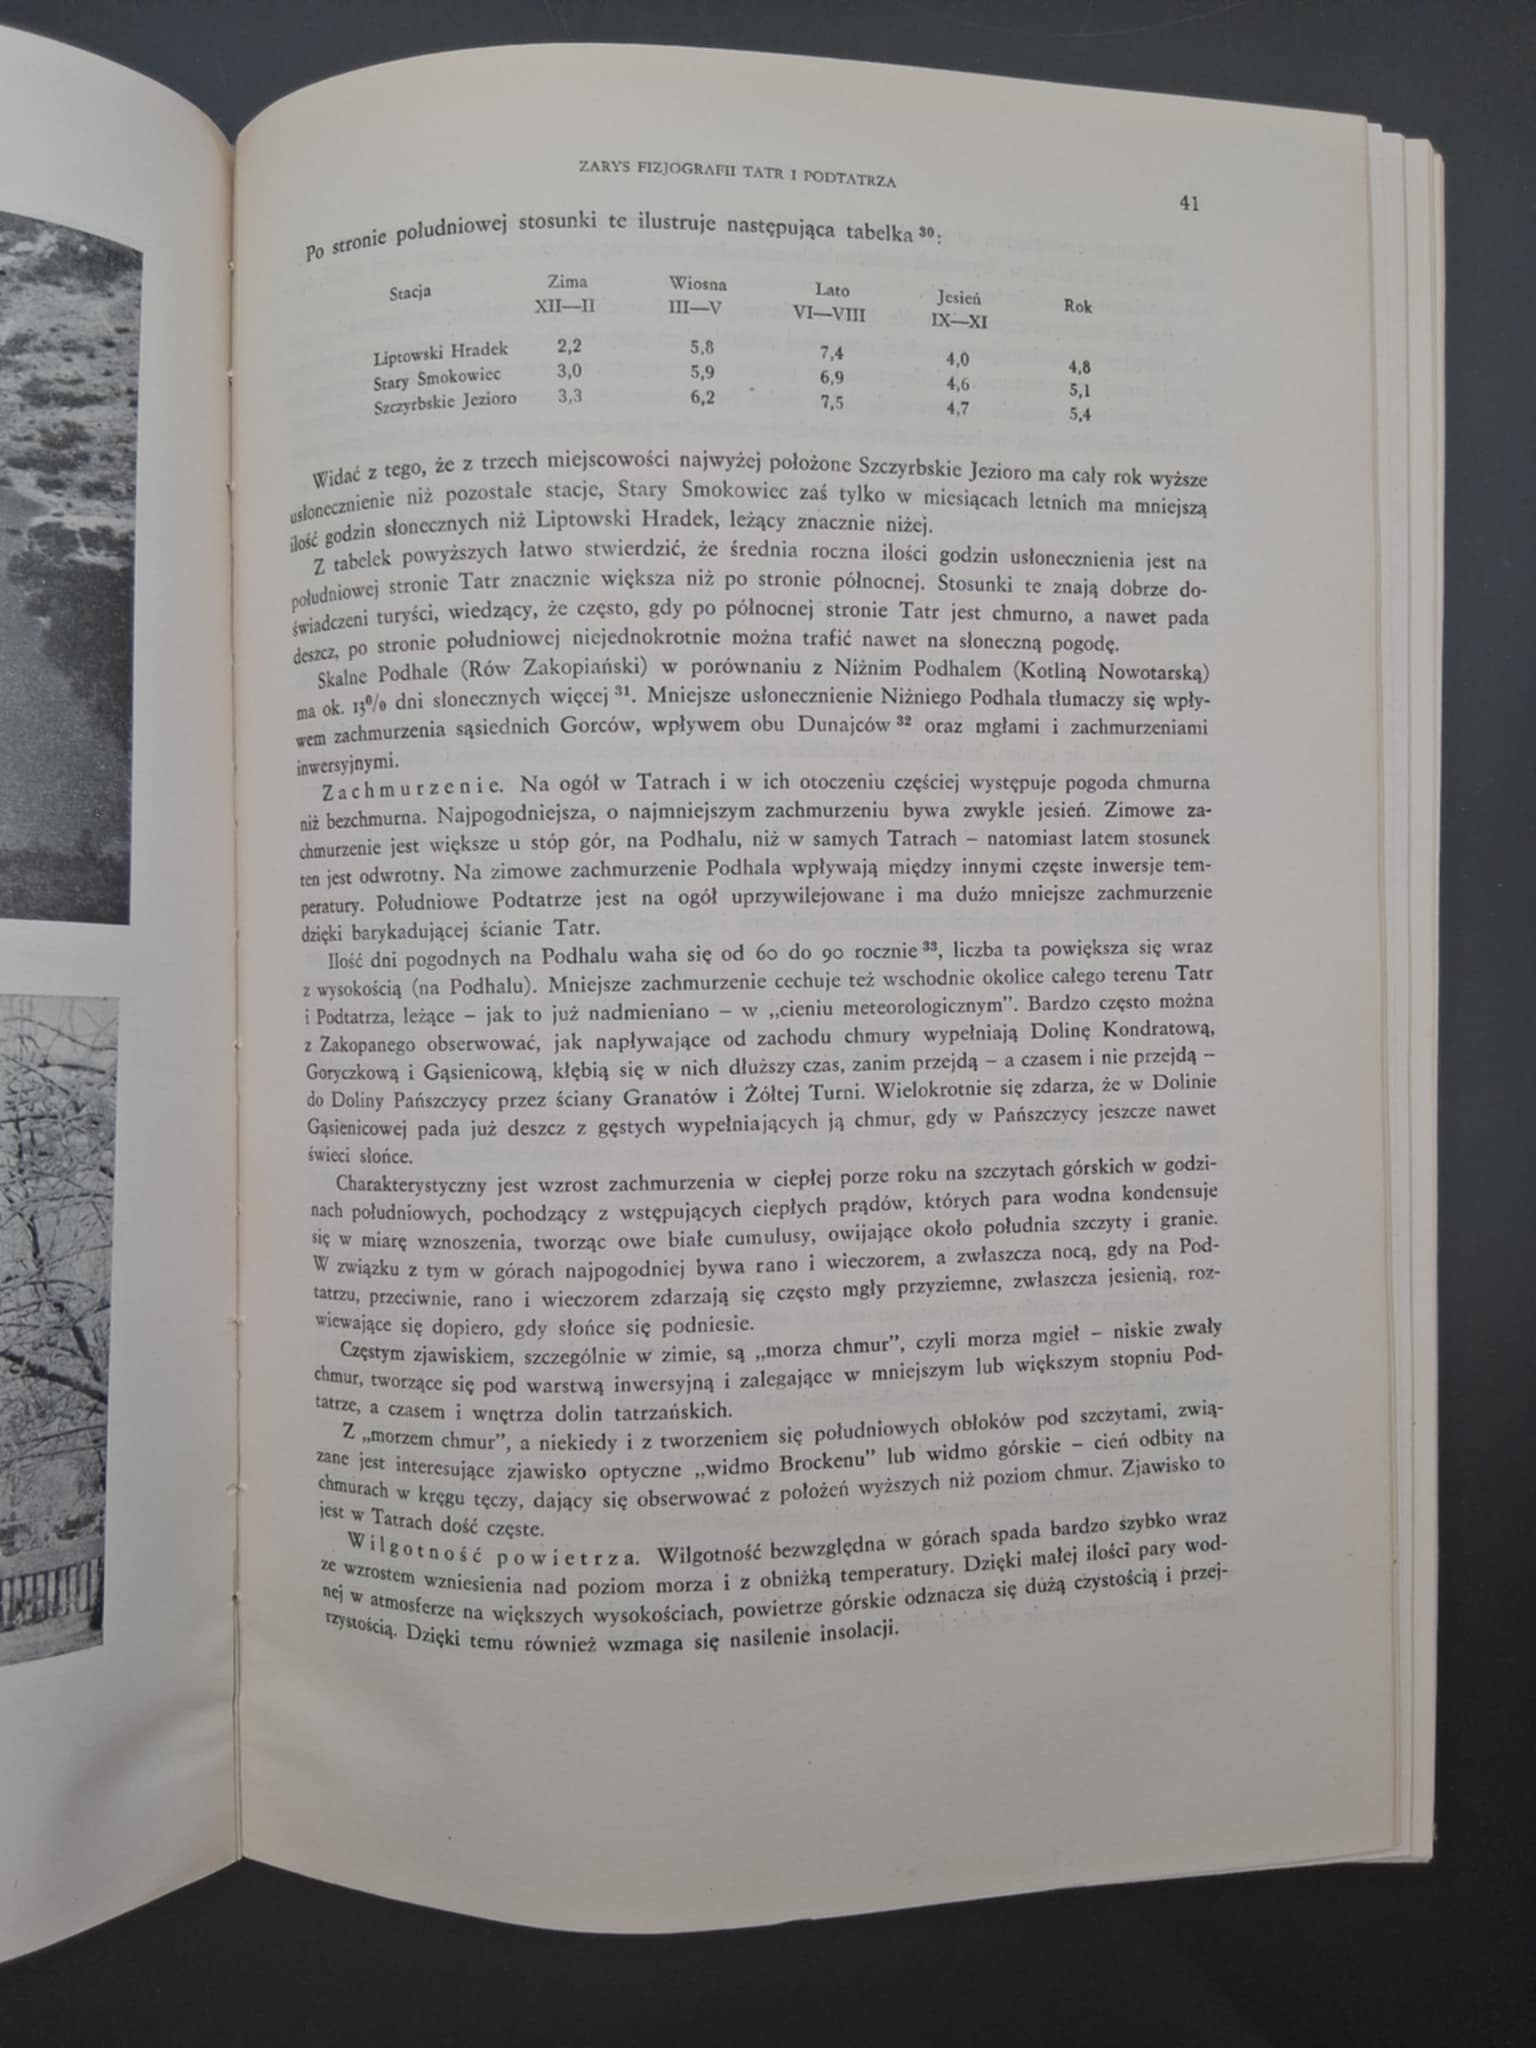 ZARYS FIZJOGRAFII TATR I PODTATRZA
41
Po stronie południowej stosunki te ilustruje następująca tabelka ³⁰:
Stacja Zima Wiosna Lato Jesień Rok
XII—II III—V VI—VIII IX—XI
Liptowski Hradek 2,2 5,8 7,4 4,0 4,8
Stary Smokowiec 3,0 5,9 6,9 4,6 5,1
Szczyrbskie Jezioro 3,3 6,2 7,5 4,7 5,4
Widać z tego, że z trzech miejscowości najwyżej położone Szczyrbskie Jezioro ma cały rok wyższe
usłonecznienie niż pozostałe stacje, Stary Smokowiec zaś tylko w miesiącach letnich ma mniejszą
ilość godzin słonecznych niż Liptowski Hradek, leżący znacznie niżej.
Z tabelek powyższych łatwo stwierdzić, że średnia roczna ilości godzin usłonecznienia jest na
południowej stronie Tatr znacznie większa niż po stronie północnej. Stosunki te znają dobrze do-
świadczeni turyści, wiedzący, że często, gdy po północnej stronie Tatr jest chmurno, a nawet pada
deszcz, po stronie południowej niejednokrotnie można trafić nawet na słoneczną pogodę.
Skalne Podhale (Rów Zakopiański) w porównaniu z Niżnim Podhalem (Kotliną Nowotarską)
ma ok. 13% dni słonecznych więcej ³¹. Mniejsze usłonecznienie Niżniego Podhala tłumaczy się wpły-
wem zachmurzenia sąsiednich Gorców, wpływem obu Dunajców ³² oraz mgłami i zachmurzeniami
inwersyjnymi.
Zachmurzenie. Na ogół w Tatrach i w ich otoczeniu częściej występuje pogoda chmurna
niż bezchmurna. Najpogodniejsza, o najmniejszym zachmurzeniu bywa zwykle jesień. Zimowe za-
chmurzenie jest większe u stóp gór, na Podhalu, niż w samych Tatrach – natomiast latem stosunek
ten jest odwrotny. Na zimowe zachmurzenie Podhala wpływają między innymi częste inwersje tem-
peratury. Południowe Podtatrze jest na ogół uprzywilejowane i ma dużo mniejsze zachmurzenie
dzięki barykadującej ścianie Tatr.
Ilość dni pogodnych na Podhalu waha się od 60 do 90 rocznie ³³, liczba ta powiększa się wraz
z wysokością (na Podhalu). Mniejsze zachmurzenie cechuje też wschodnie okolice całego terenu Tatr
i Podtatrza, leżące – jak to już nadmieniano – w „cieniu meteorologicznym”. Bardzo często można
z Zakopanego obserwować, jak napływające od zachodu chmury wypełniają Dolinę Kondratową,
Goryczkową i Gąsienicową, kłębią się w nich dłuższy czas, zanim przejdą – a czasem i nie przejdą –
do Doliny Pańszczycy przez ściany Granatów i Żółtej Turni. Wielokrotnie się zdarza, że w Dolinie
Gąsienicowej pada już deszcz z gęstych wypełniających ją chmur, gdy w Pańszczycy jeszcze nawet
świeci słońce.
Charakterystyczny jest wzrost zachmurzenia w ciepłej porze roku na szczytach górskich w godzi-
nach południowych, pochodzący z wstępujących ciepłych prądów, których para wodna kondensuje
się w miarę wznoszenia, tworząc owe białe cumulusy, owijające około południa szczyty i granie.
W związku z tym w górach najpogodniej bywa rano i wieczorem, a zwłaszcza nocą, gdy na Pod-
tatrzu, przeciwnie, rano i wieczorem zdarzają się często mgły przyziemne, zwłaszcza jesienią, roz-
wiewające się dopiero, gdy słońce się podniesie.
Częstym zjawiskiem, szczególnie w zimie, są „morza chmur”, czyli morza mgieł – niskie zwały
chmur, tworzące się pod warstwą inwersyjną i zalegające w mniejszym lub większym stopniu Pod-
tatrze, a czasem i wnętrza dolin tatrzańskich.
Z „morzem chmur”, a niekiedy i z tworzeniem się południowych obłoków pod szczytami, zwią-
zane jest interesujące zjawisko optyczne „widmo Brockenu” lub widmo górskie – cień odbity na
chmurach w kręgu tęczy, dający się obserwować z położeń wyższych niż poziom chmur. Zjawisko to
jest w Tatrach dość częste.
Wilgotność powietrza. Wilgotność bezwzględna w górach spada bardzo szybko wraz
ze wzrostem wzniesienia nad poziom morza i z obniżką temperatury. Dzięki małej ilości pary wod-
nej w atmosferze na większych wysokościach, powietrze górskie odznacza się dużą czystością i przej-
rzystością. Dzięki temu również wzmaga się nasilenie insolacji.